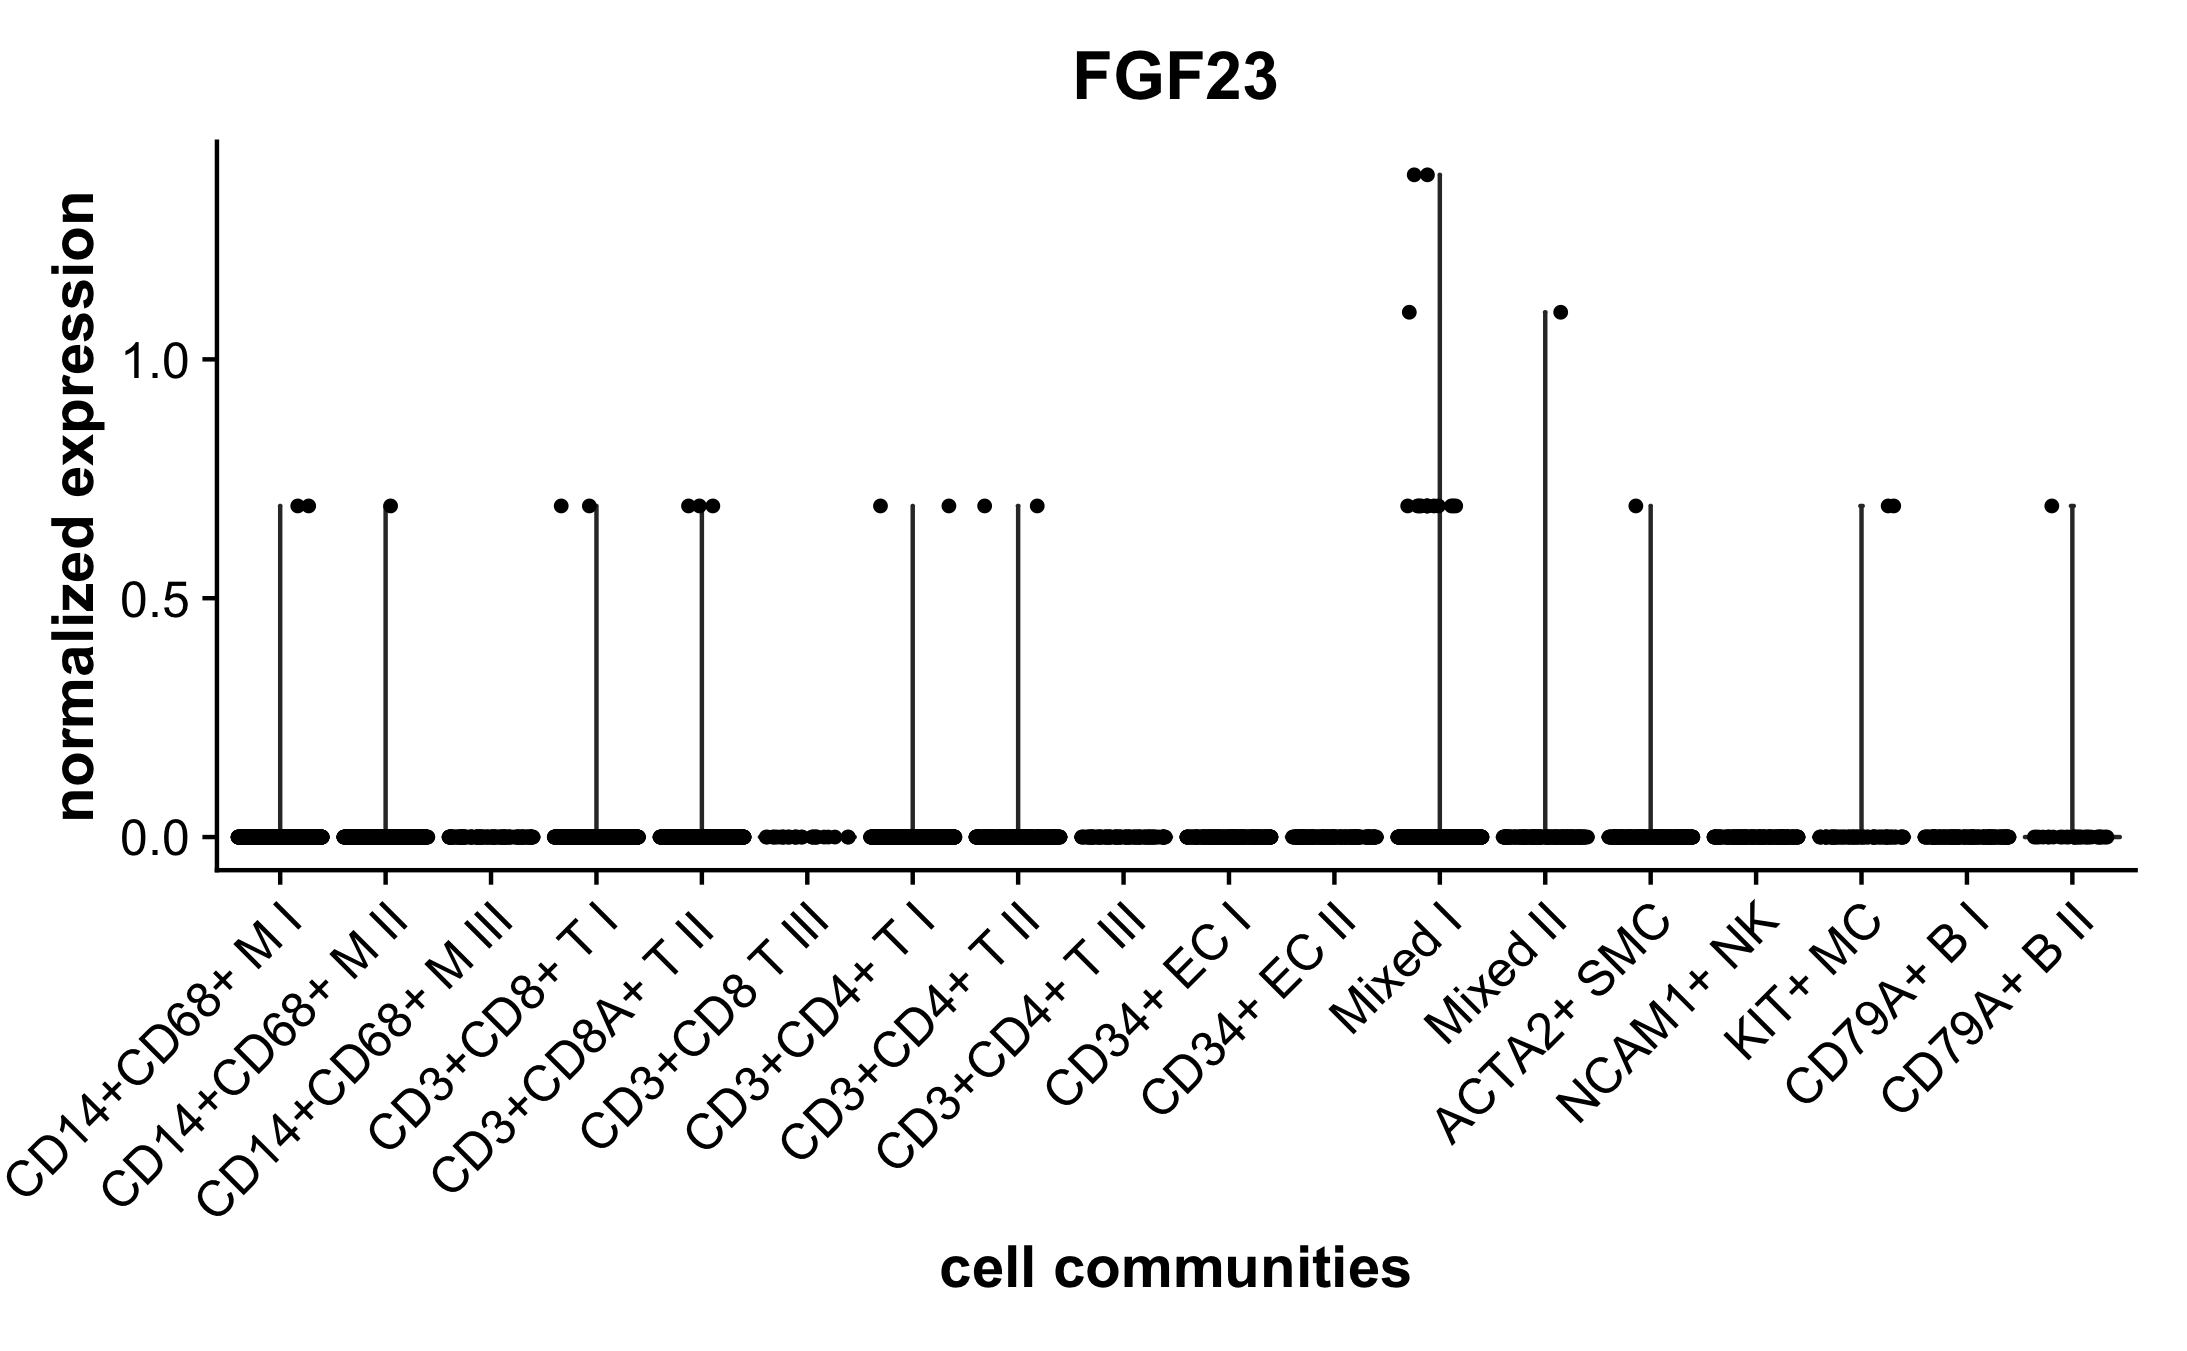 FGF23
normalized expression
1.0
0.5
0.0
CD14+CD68+ M I
CD14+CD68+ M II
CD14+CD68+ M III
CD3+CD8+ T I
CD3+CD8A+ T II
CD3+CD8 T III
CD3+CD4+ T I
CD3+CD4+ T II
CD3+CD4+ T III
CD34+ EC I
CD34+ EC II
Mixed I
Mixed II
ACTA2+ SMC
NCAM1+ NK
KIT+ MC
CD79A+ B I
CD79A+ B II
cell communities